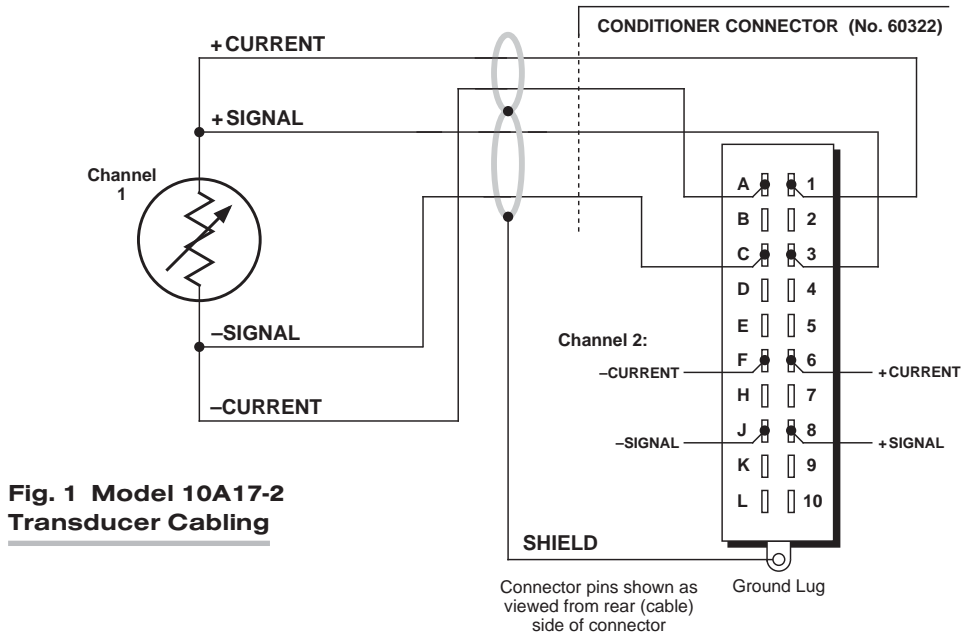 CONDITIONER CONNECTOR (No. 60322)
+CURRENT
+SIGNAL
Channel
1
–SIGNAL
–CURRENT
A 1
B 2
C 3
D 4
E 5
F 6
H 7
J 8
K 9
L 10
Channel 2:
–CURRENT
+CURRENT
–SIGNAL
+SIGNAL
Fig. 1 Model 10A17-2
Transducer Cabling
SHIELD
Connector pins shown as
viewed from rear (cable)
side of connector
Ground Lug